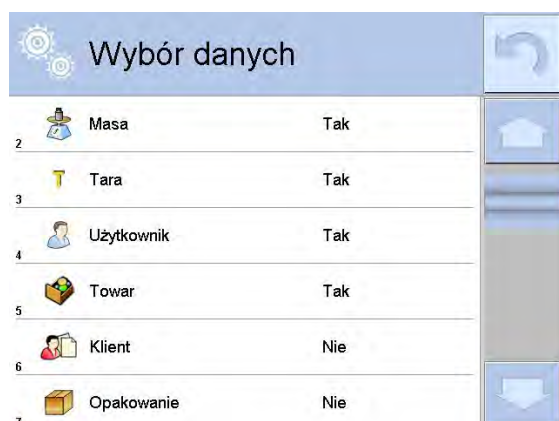 Wybór danych
Masa Tak
2
Tara Tak
3
Użytkownik Tak
4
Towar Tak
5
Klient Nie
6
Opakowanie Nie